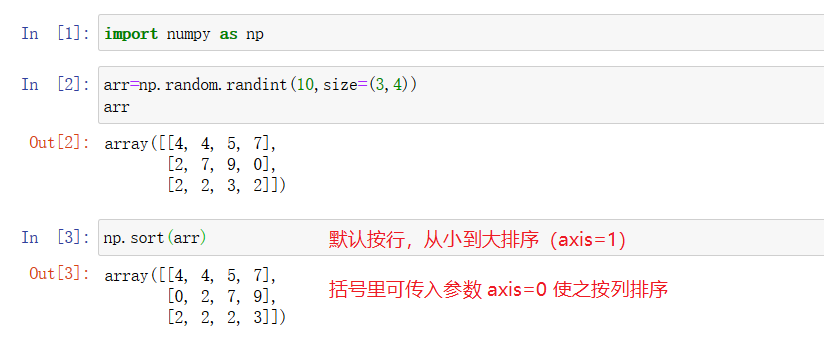 In [1]: import numpy as np
In [2]: arr=np.random.randint(10,size=(3,4))
arr
Out[2]: array([[4, 4, 5, 7],
[2, 7, 9, 0],
[2, 2, 3, 2]])
In [3]: np.sort(arr) 默认按行，从小到大排序（axis=1）
Out[3]: array([[4, 4, 5, 7],
括号里可传入参数 axis=0 使之按列排序
[0, 2, 7, 9],
[2, 2, 2, 3]])